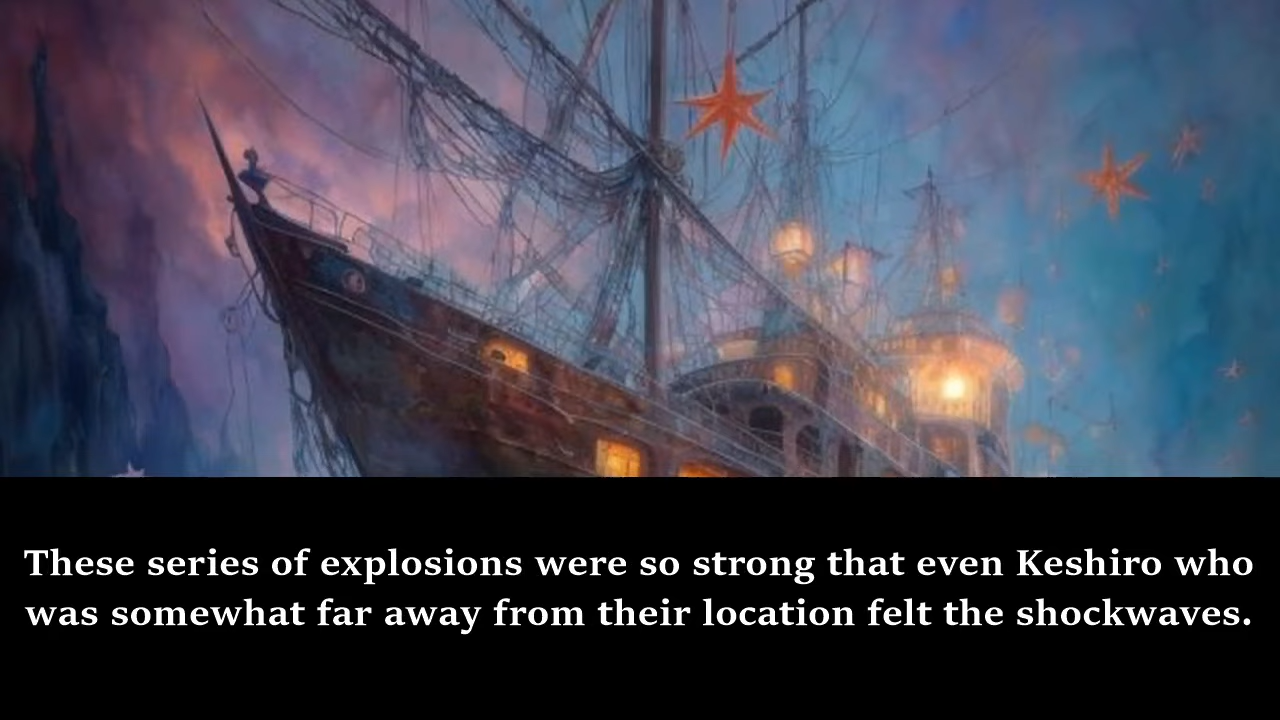 These series of explosions were so strong that even Keshiro who
was somewhat far away from their location felt the shockwaves.